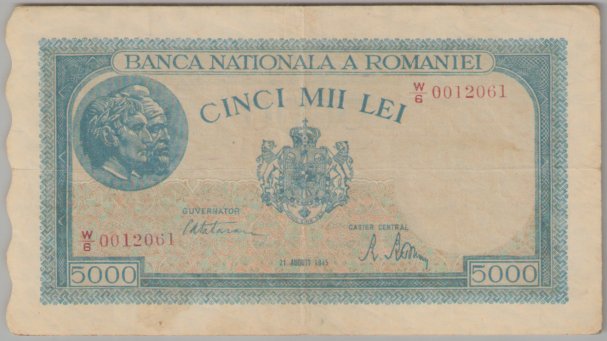 BANCA NATIONALA A ROMANIEI
CINCI MII LEI
W/6 0012061
GUVERNATOR
CASIER CENTRAL
W/6 0012061
21 AUGUST 1945
5000
5000